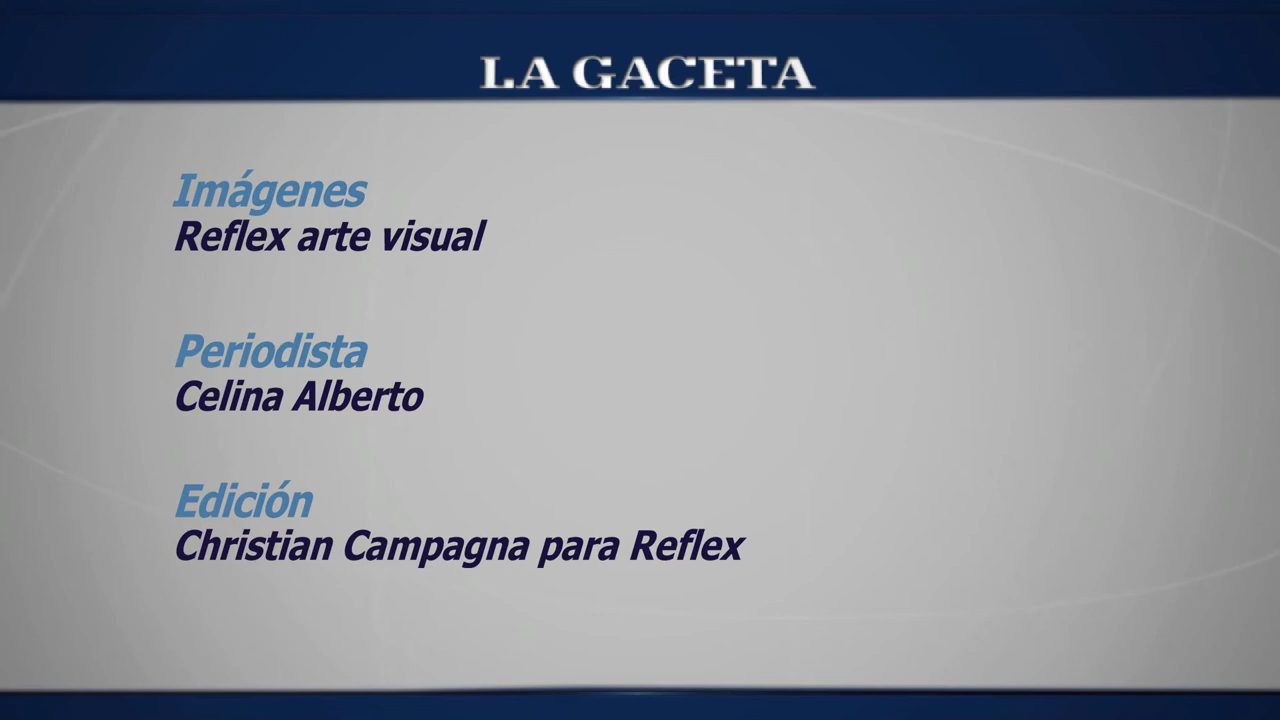 LA GACETA
Imágenes
Reflex arte visual
Periodista
Celina Alberto
Edición
Christian Campagna para Reflex